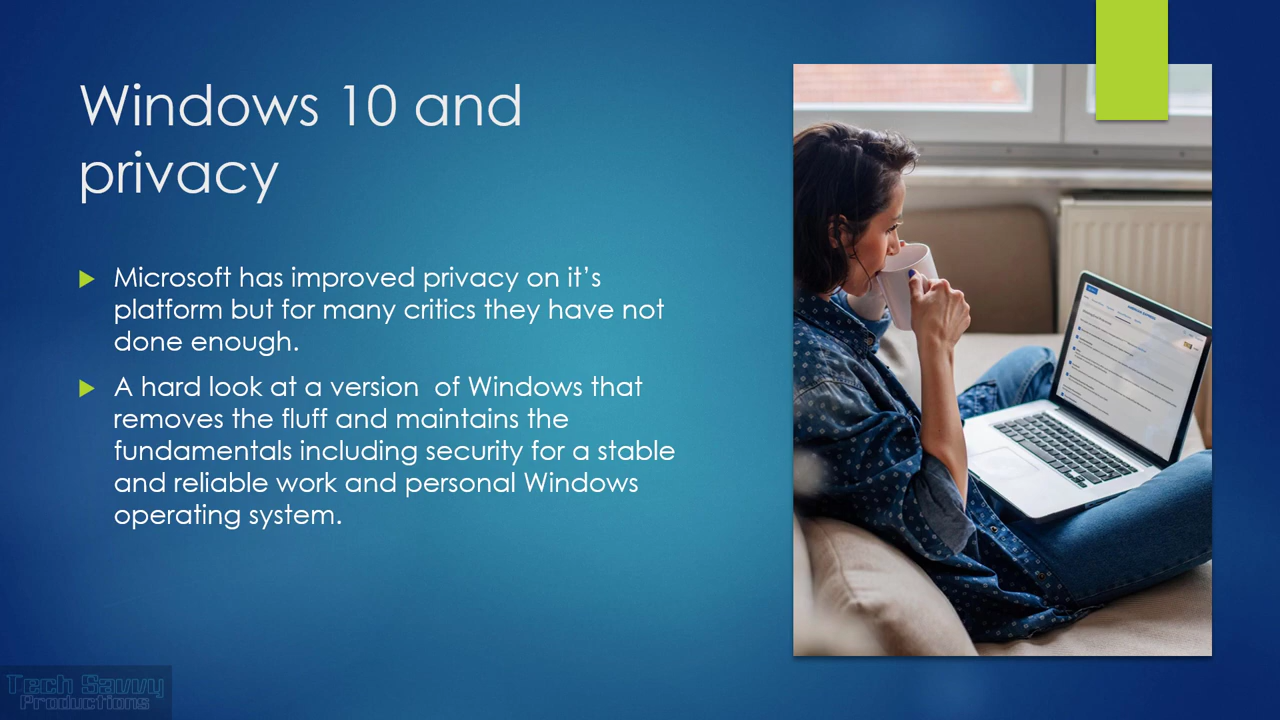 Windows 10 and
privacy
Microsoft has improved privacy on it’s
platform but for many critics they have not
done enough.
A hard look at a version  of Windows that
removes the fluff and maintains the
fundamentals including security for a stable
and reliable work and personal Windows
operating system.
Tech Savvy
Productions